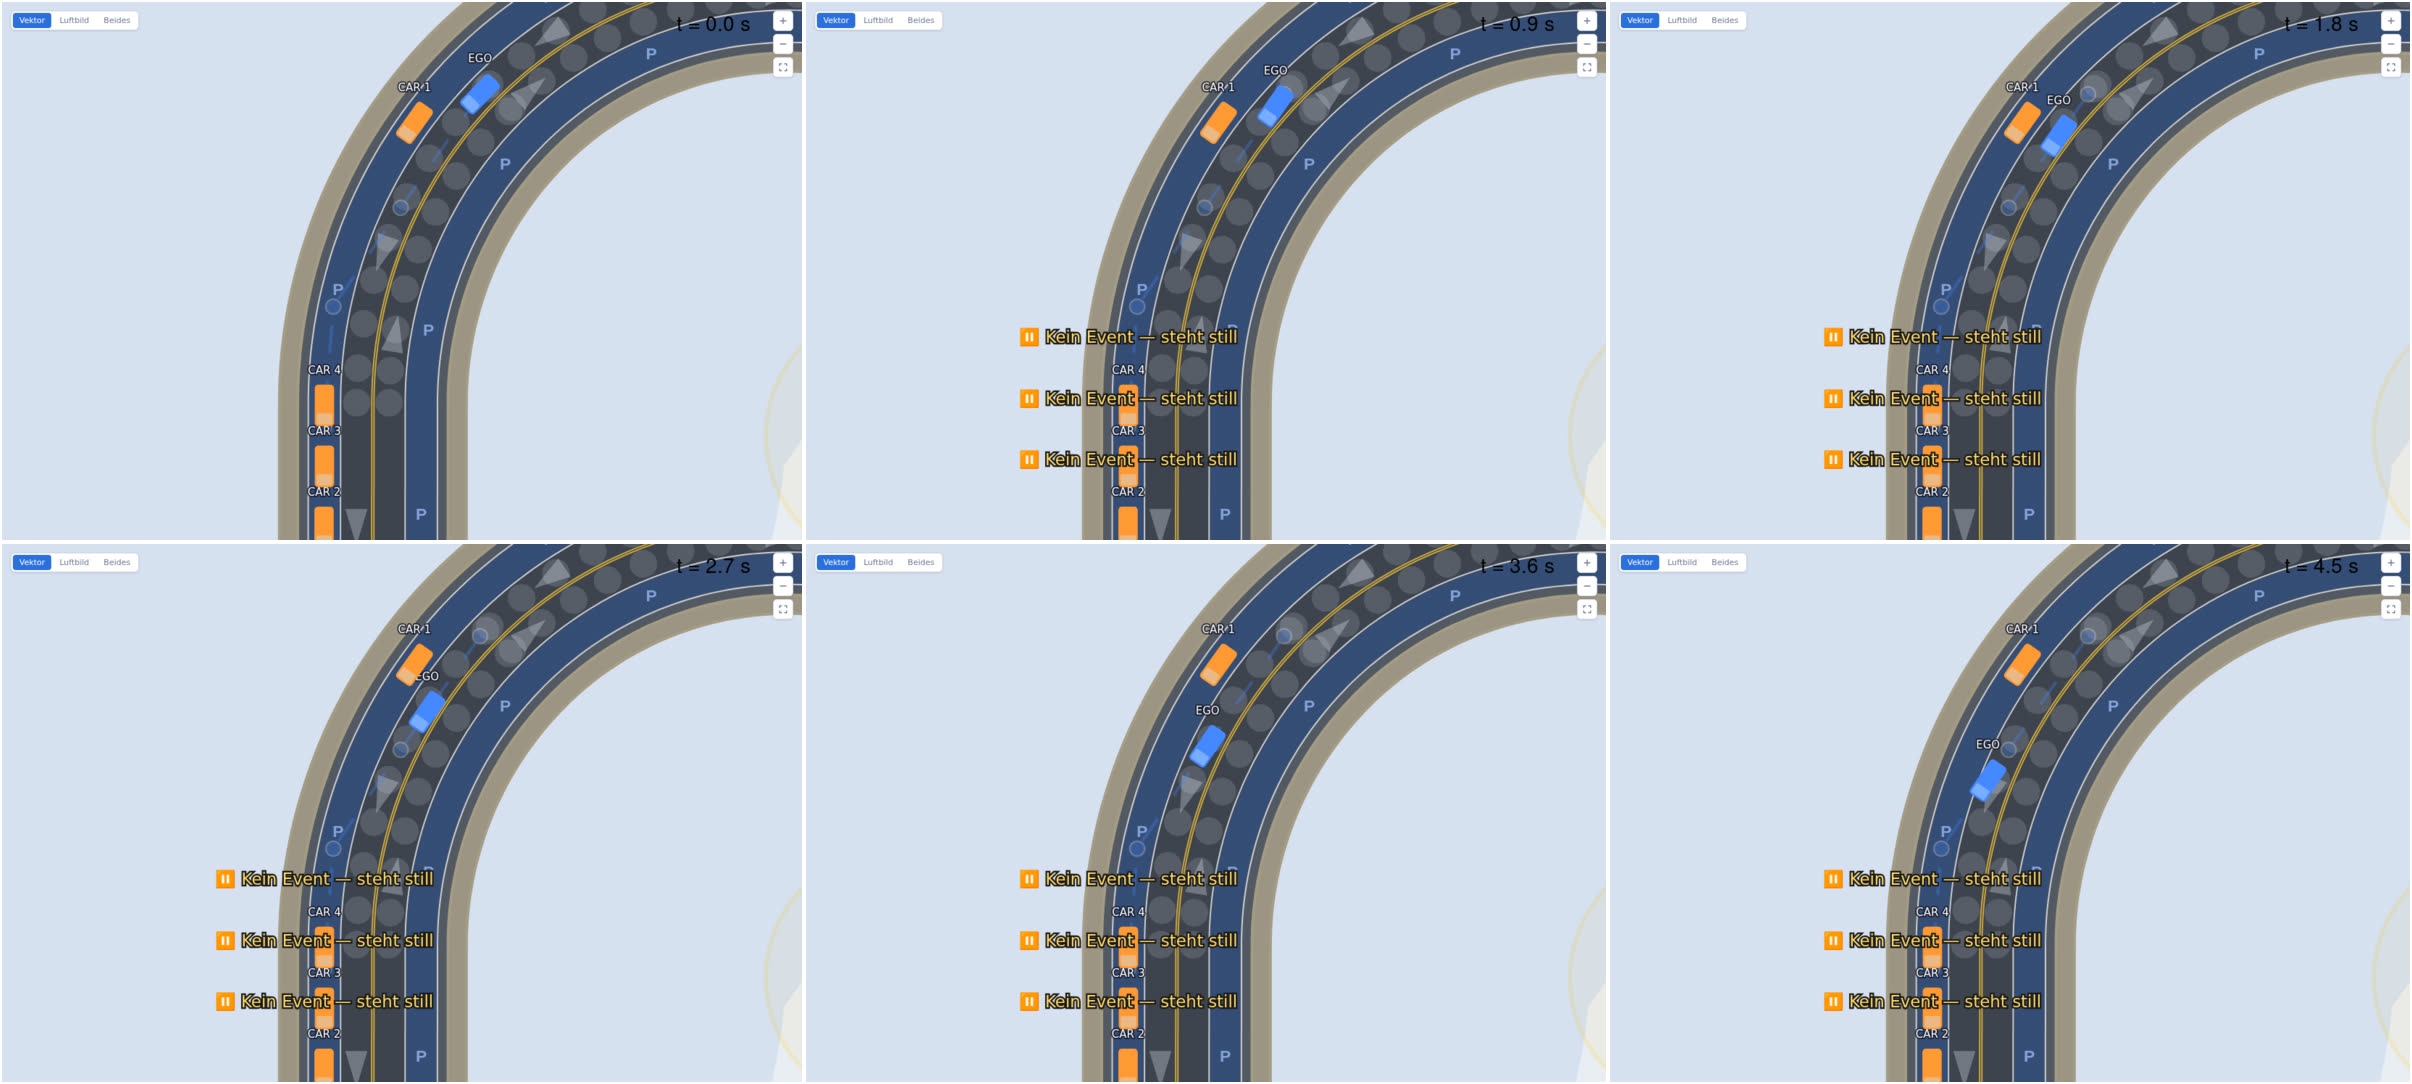 Vektor Luftbild Beides
t = 0.0 s
+
−
EGO
CAR 1
P
P
P
P
CAR 4
CAR 3
CAR 2
P
Vektor Luftbild Beides
t = 0.9 s
+
−
EGO
CAR 1
P
P
P
P
Kein Event — steht still
CAR 4
Kein Event — steht still
CAR 3
Kein Event — steht still
CAR 2
P
Vektor Luftbild Beides
t = 1.8 s
+
−
CAR 1
EGO
P
P
P
P
Kein Event — steht still
CAR 4
Kein Event — steht still
CAR 3
Kein Event — steht still
CAR 2
P
Vektor Luftbild Beides
t = 2.7 s
+
−
P
CAR 1
EGO
P
P
P
Kein Event — steht still
CAR 4
Kein Event — steht still
CAR 3
Kein Event — steht still
CAR 2
P
Vektor Luftbild Beides
t = 3.6 s
+
−
P
CAR 1
P
EGO
P
P
Kein Event — steht still
CAR 4
Kein Event — steht still
CAR 3
Kein Event — steht still
CAR 2
P
Vektor Luftbild Beides
t = 4.5 s
+
−
P
CAR 1
P
EGO
P
P
Kein Event — steht still
CAR 4
Kein Event — steht still
CAR 3
Kein Event — steht still
CAR 2
P